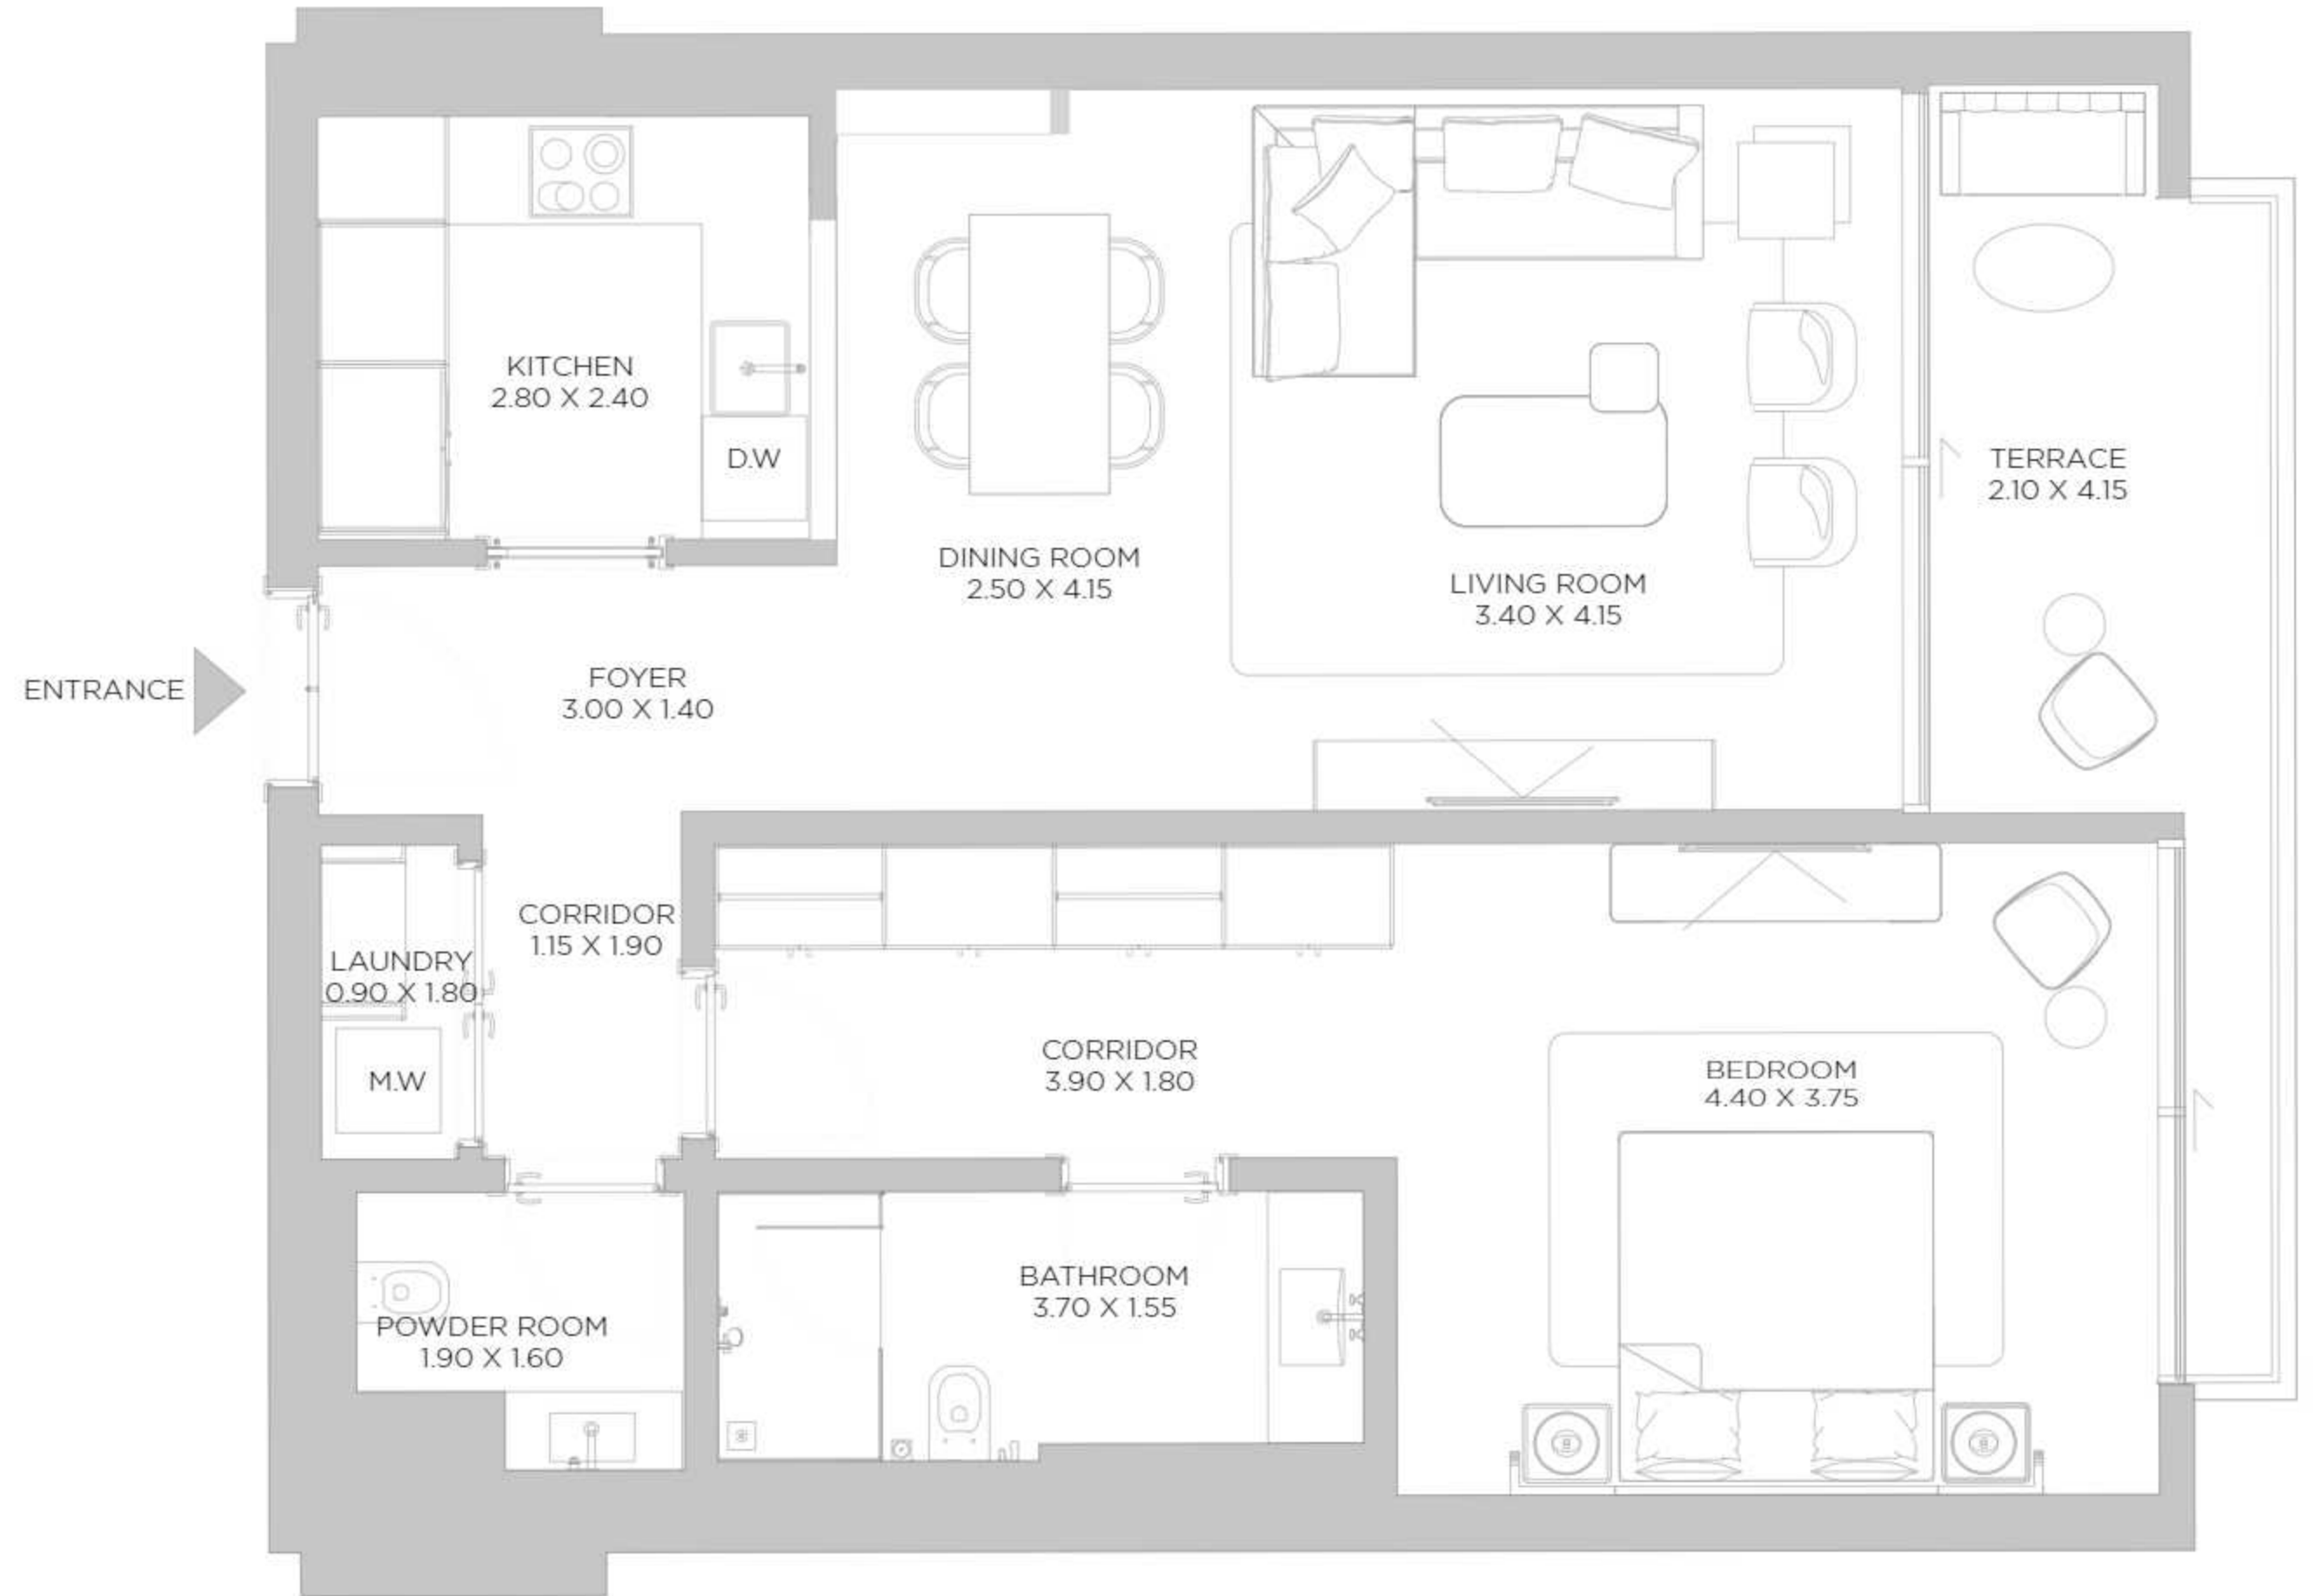 KITCHEN
2.80 X 2.40
D.W
DINING ROOM
2.50 X 4.15
LIVING ROOM
3.40 X 4.15
TERRACE
2.10 X 4.15
ENTRANCE
FOYER
3.00 X 1.40
CORRIDOR
1.15 X 1.90
LAUNDRY
0.90 X 1.80
M.W
CORRIDOR
3.90 X 1.80
BEDROOM
4.40 X 3.75
POWDER ROOM
1.90 X 1.60
BATHROOM
3.70 X 1.55